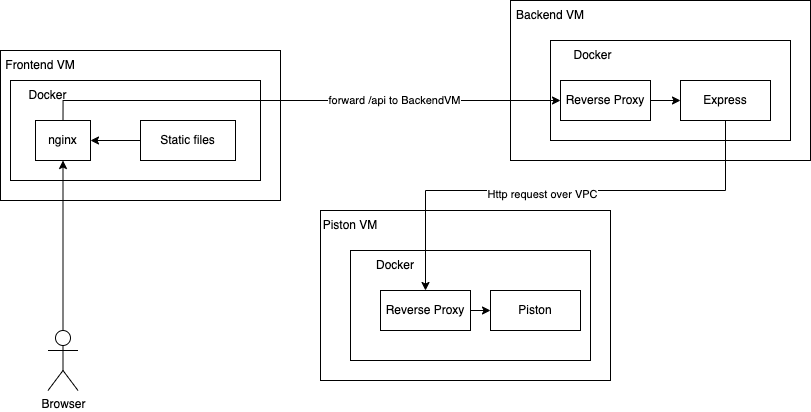 Backend VM
Frontend VM
Docker
Docker
forward /api to BackendVM
Reverse Proxy
Express
nginx
Static files
Http request over VPC
Piston VM
Docker
Reverse Proxy
Piston
Browser